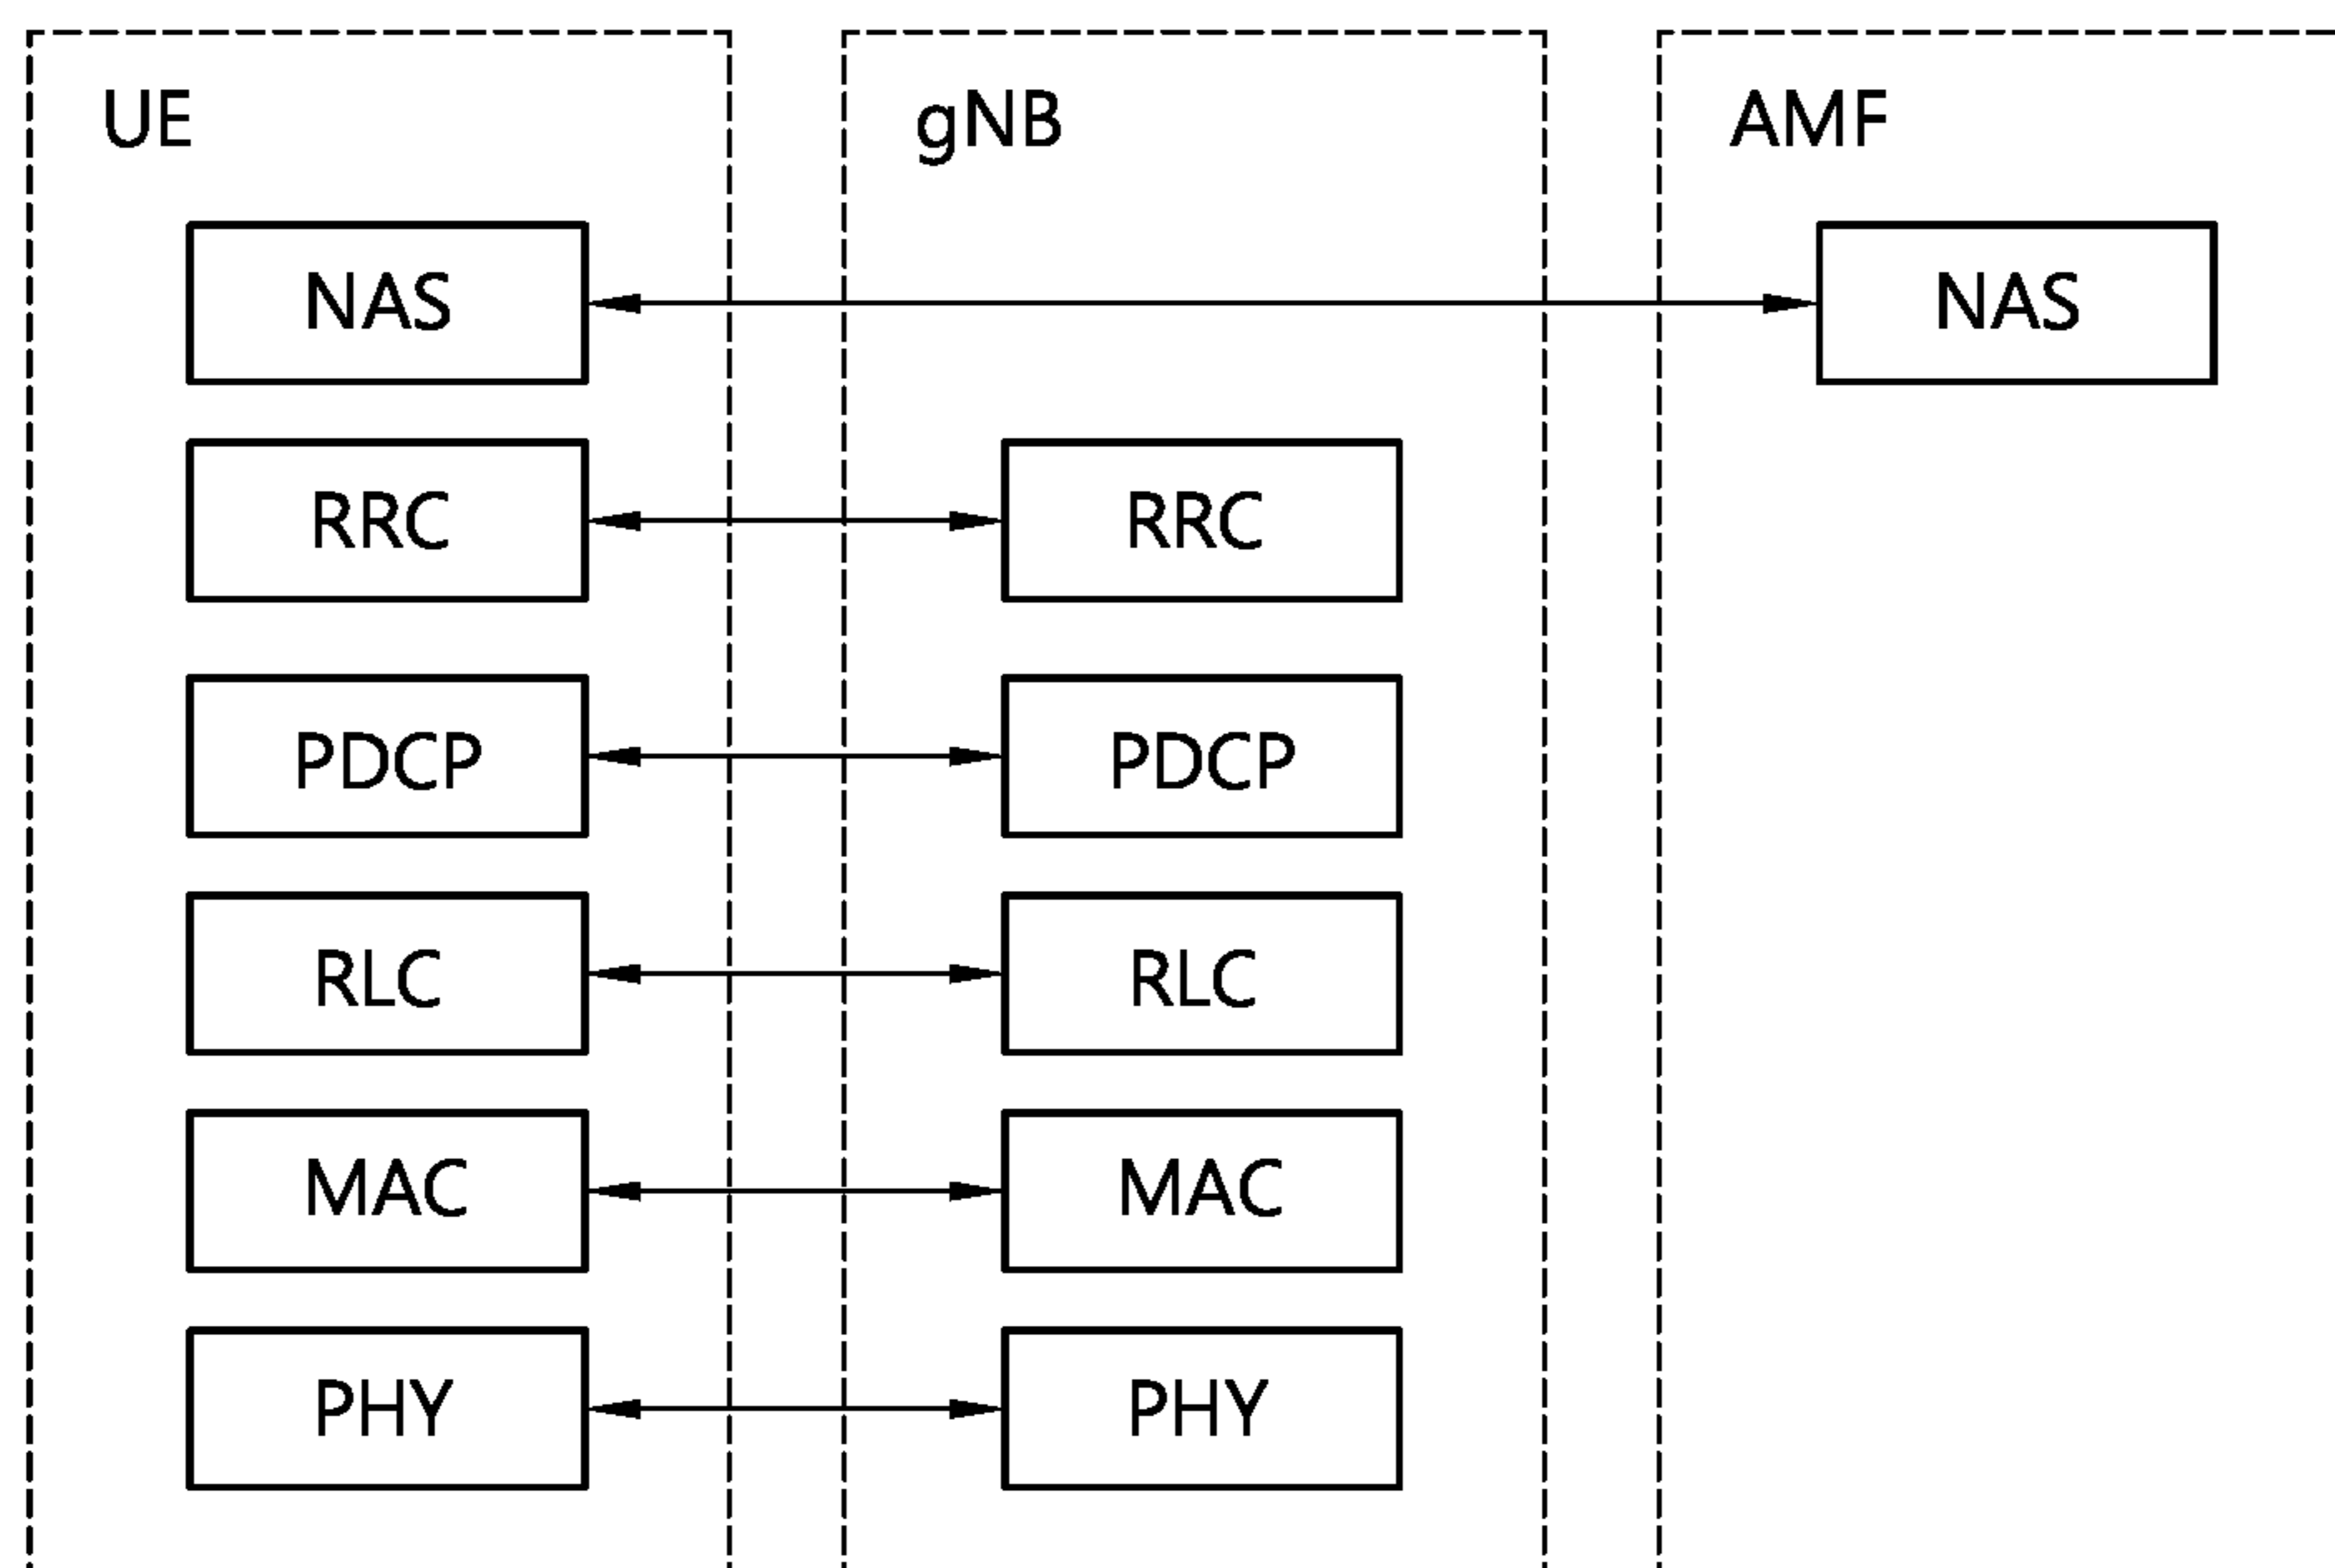 UE gNB AMF
NAS NAS
RRC RRC
PDCP PDCP
RLC RLC
MAC MAC
PHY PHY